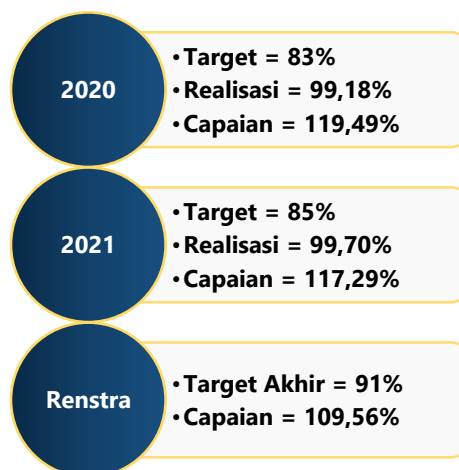 2020
•Target = 83%
•Realisasi = 99,18%
•Capaian = 119,49%
2021
•Target = 85%
•Realisasi = 99,70%
•Capaian = 117,29%
Renstra
•Target Akhir = 91%
•Capaian = 109,56%